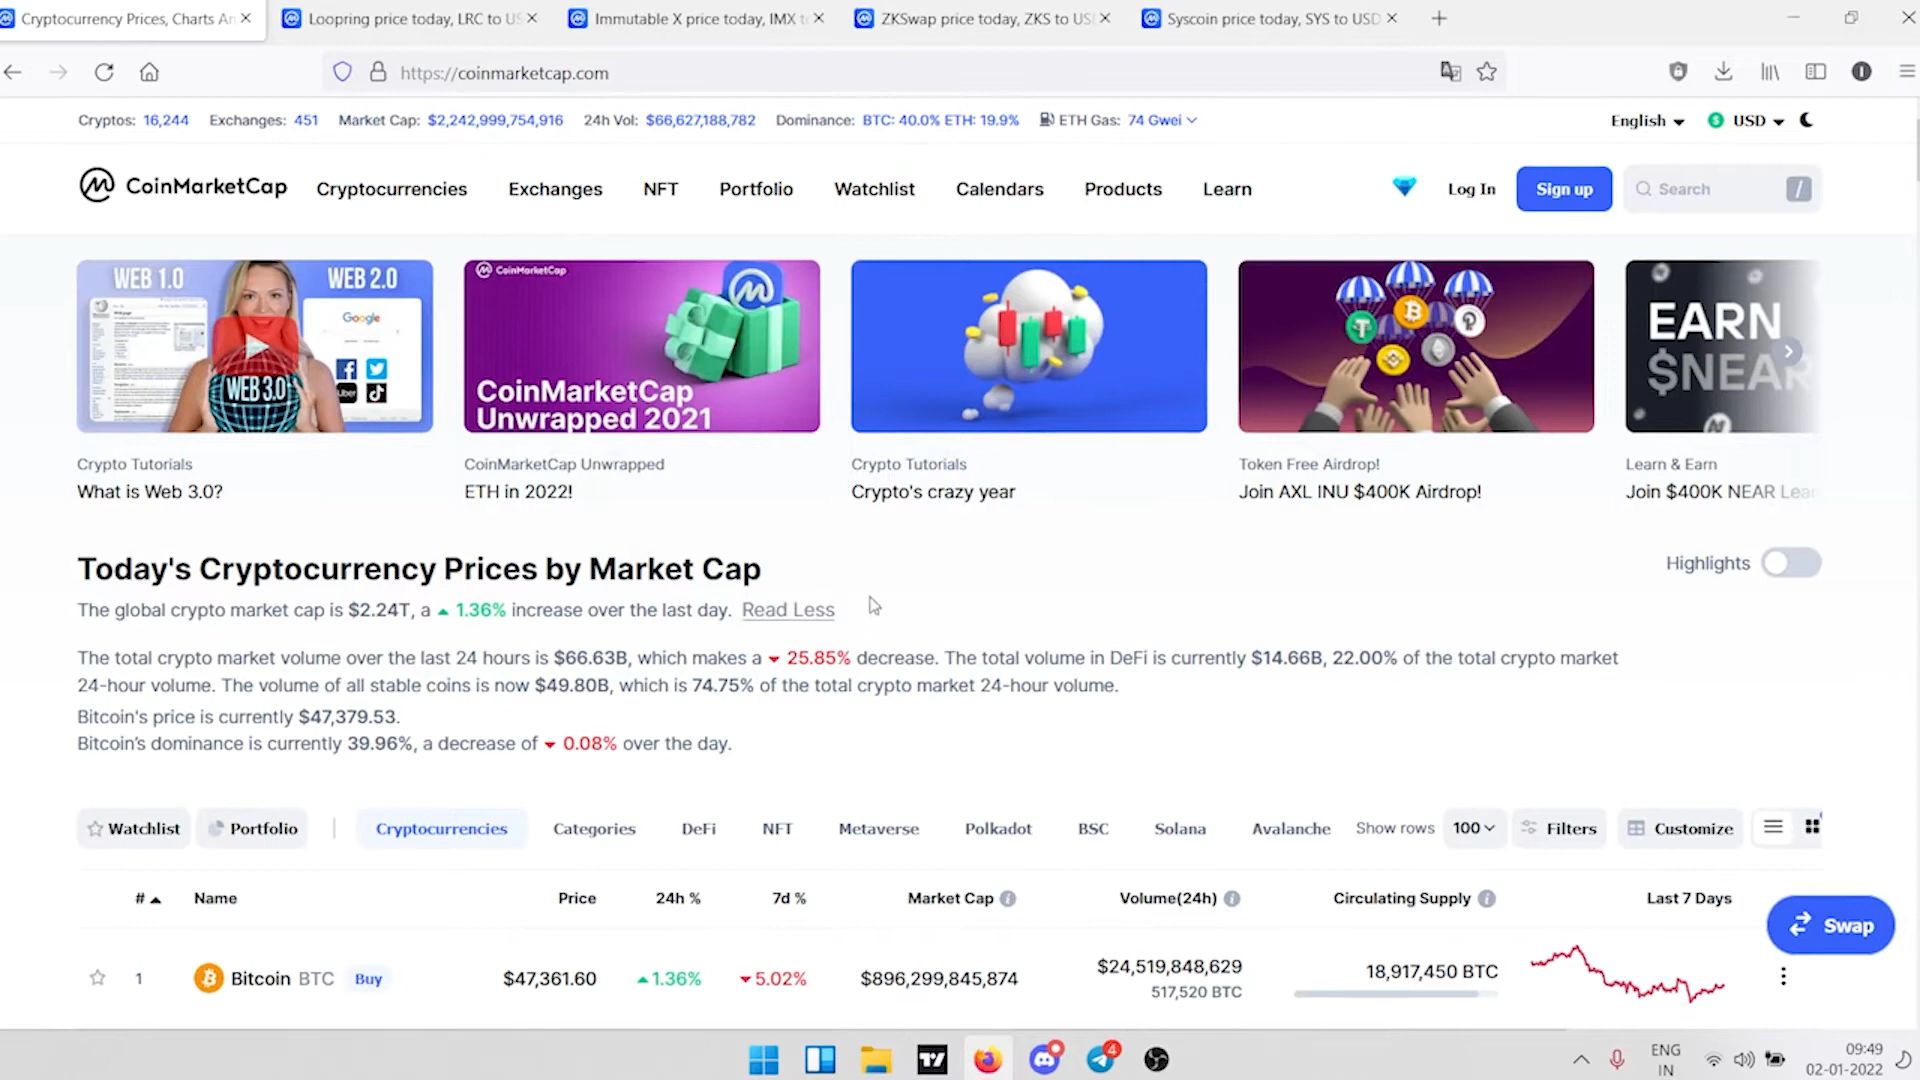 Cryptocurrency Prices, Charts An
Loopring price today, LRC to US
Immutable X price today, IMX t
ZKSwap price today, ZKS to USI
Syscoin price today, SYS to USD
https://coinmarketcap.com
Cryptos: 16,244 Exchanges: 451 Market Cap: $2,242,999,754,916 24h Vol: $66,627,188,782 Dominance: BTC: 40.0% ETH: 19.9% ETH Gas: 74 Gwei
English USD
CoinMarketCap Cryptocurrencies Exchanges NFT Portfolio Watchlist Calendars Products Learn Log In Sign up Search /
WEB 1.0 WEB 2.0
Google
WEB 3.0
Uber
CoinMarketCap
CoinMarketCap
Unwrapped 2021
EARN
$NEAR
Crypto Tutorials
What is Web 3.0?
CoinMarketCap Unwrapped
ETH in 2022!
Crypto Tutorials
Crypto's crazy year
Token Free Airdrop!
Join AXL INU $400K Airdrop!
Learn & Earn
Join $400K NEAR Lear
Today's Cryptocurrency Prices by Market Cap
Highlights
The global crypto market cap is $2.24T, a 1.36% increase over the last day. Read Less
The total crypto market volume over the last 24 hours is $66.63B, which makes a 25.85% decrease. The total volume in DeFi is currently $14.66B, 22.00% of the total crypto market
24-hour volume. The volume of all stable coins is now $49.80B, which is 74.75% of the total crypto market 24-hour volume.
Bitcoin's price is currently $47,379.53.
Bitcoin's dominance is currently 39.96%, a decrease of 0.08% over the day.
Watchlist Portfolio Cryptocurrencies Categories DeFi NFT Metaverse Polkadot BSC Solana Avalanche Show rows 100 Filters Customize
# Name Price 24h % 7d % Market Cap Volume(24h) Circulating Supply Last 7 Days
Swap
1 Bitcoin BTC Buy $47,361.60 1.36% 5.02% $896,299,845,874 $24,519,848,629 18,917,450 BTC
517,520 BTC
4
ENG
IN
09:49
02-01-2022